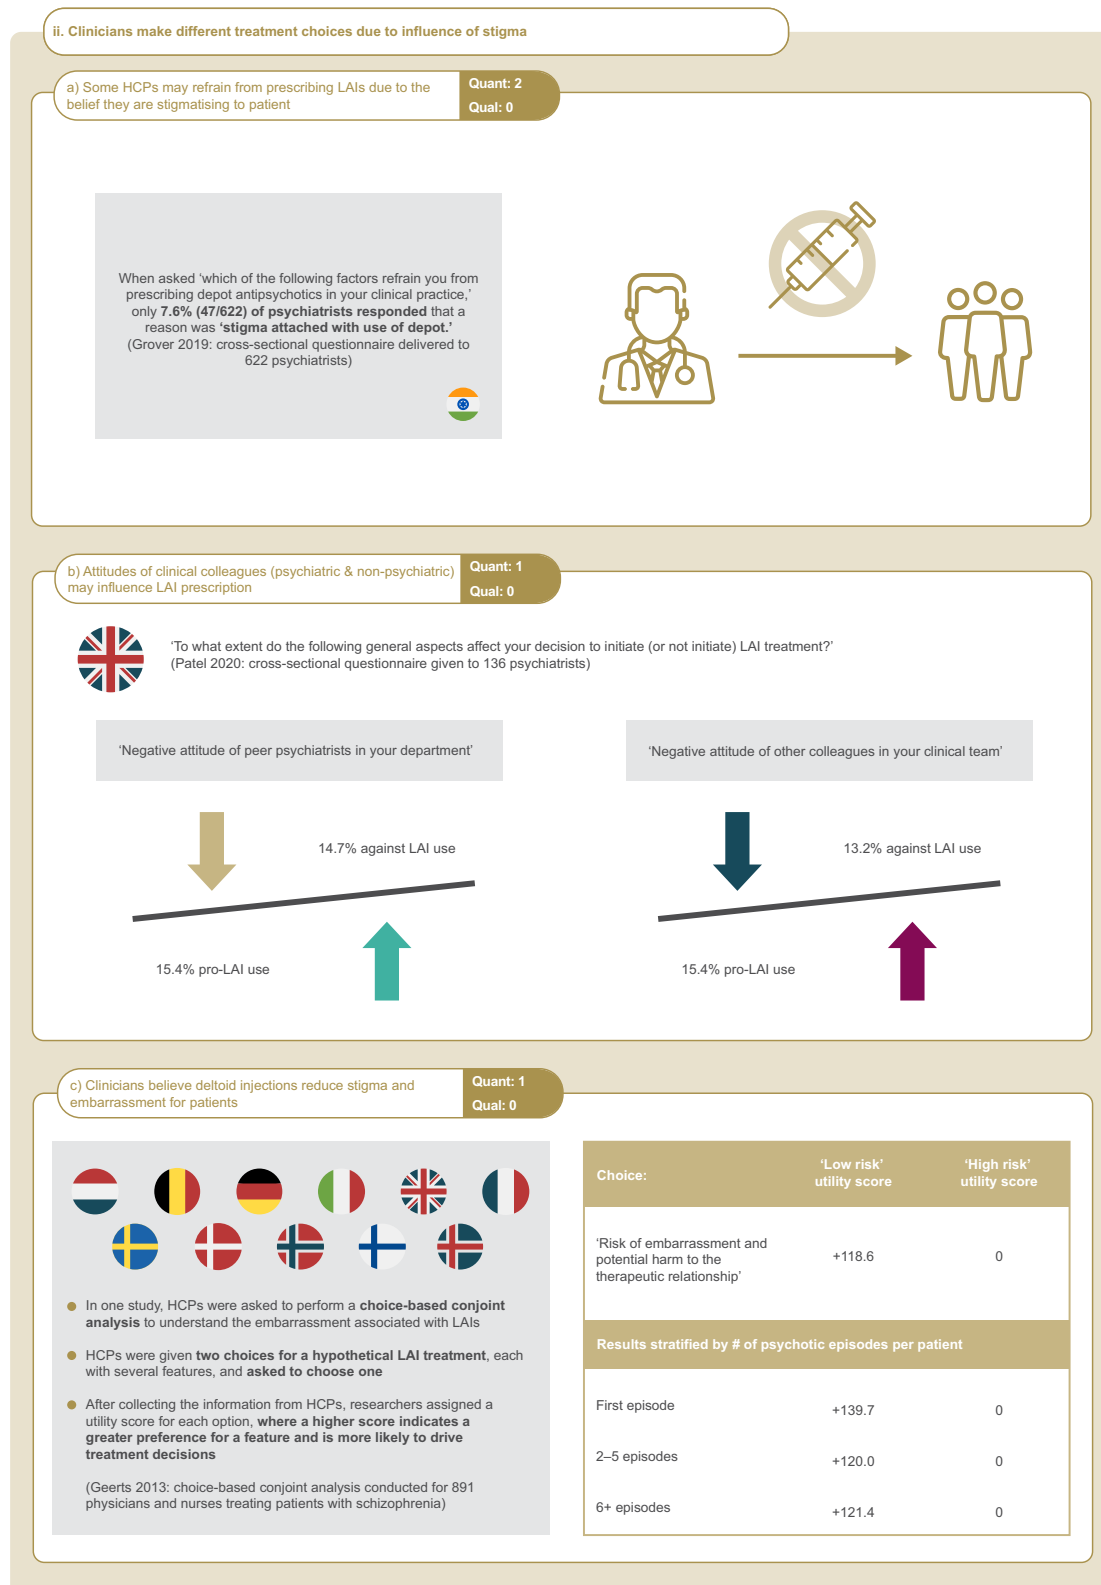 ii. Clinicians make different treatment choices due to influence of stigma
a) Some HCPs may refrain from prescribing LAIs due to the
belief they are stigmatising to patient
Quant: 2
Qual: 0
When asked ‘which of the following factors refrain you from
prescribing depot antipsychotics in your clinical practice,’
only 7.6% (47/622) of psychiatrists responded that a
reason was ‘stigma attached with use of depot.’
(Grover 2019: cross-sectional questionnaire delivered to
622 psychiatrists)
b) Attitudes of clinical colleagues (psychiatric & non-psychiatric)
may influence LAI prescription
Quant: 1
Qual: 0
‘To what extent do the following general aspects affect your decision to initiate (or not initiate) LAI treatment?’
(Patel 2020: cross-sectional questionnaire given to 136 psychiatrists)
‘Negative attitude of peer psychiatrists in your department’
14.7% against LAI use
15.4% pro-LAI use
‘Negative attitude of other colleagues in your clinical team’
13.2% against LAI use
15.4% pro-LAI use
c) Clinicians believe deltoid injections reduce stigma and
embarrassment for patients
Quant: 1
Qual: 0
In one study, HCPs were asked to perform a choice-based conjoint
analysis to understand the embarrassment associated with LAIs
HCPs were given two choices for a hypothetical LAI treatment, each
with several features, and asked to choose one
After collecting the information from HCPs, researchers assigned a
utility score for each option, where a higher score indicates a
greater preference for a feature and is more likely to drive
treatment decisions
(Geerts 2013: choice-based conjoint analysis conducted for 891
physicians and nurses treating patients with schizophrenia)
Choice:
‘Low risk’
utility score
‘High risk’
utility score
‘Risk of embarrassment and
potential harm to the
therapeutic relationship’
+118.6
0
Results stratified by # of psychotic episodes per patient
First episode
+139.7
0
2–5 episodes
+120.0
0
6+ episodes
+121.4
0